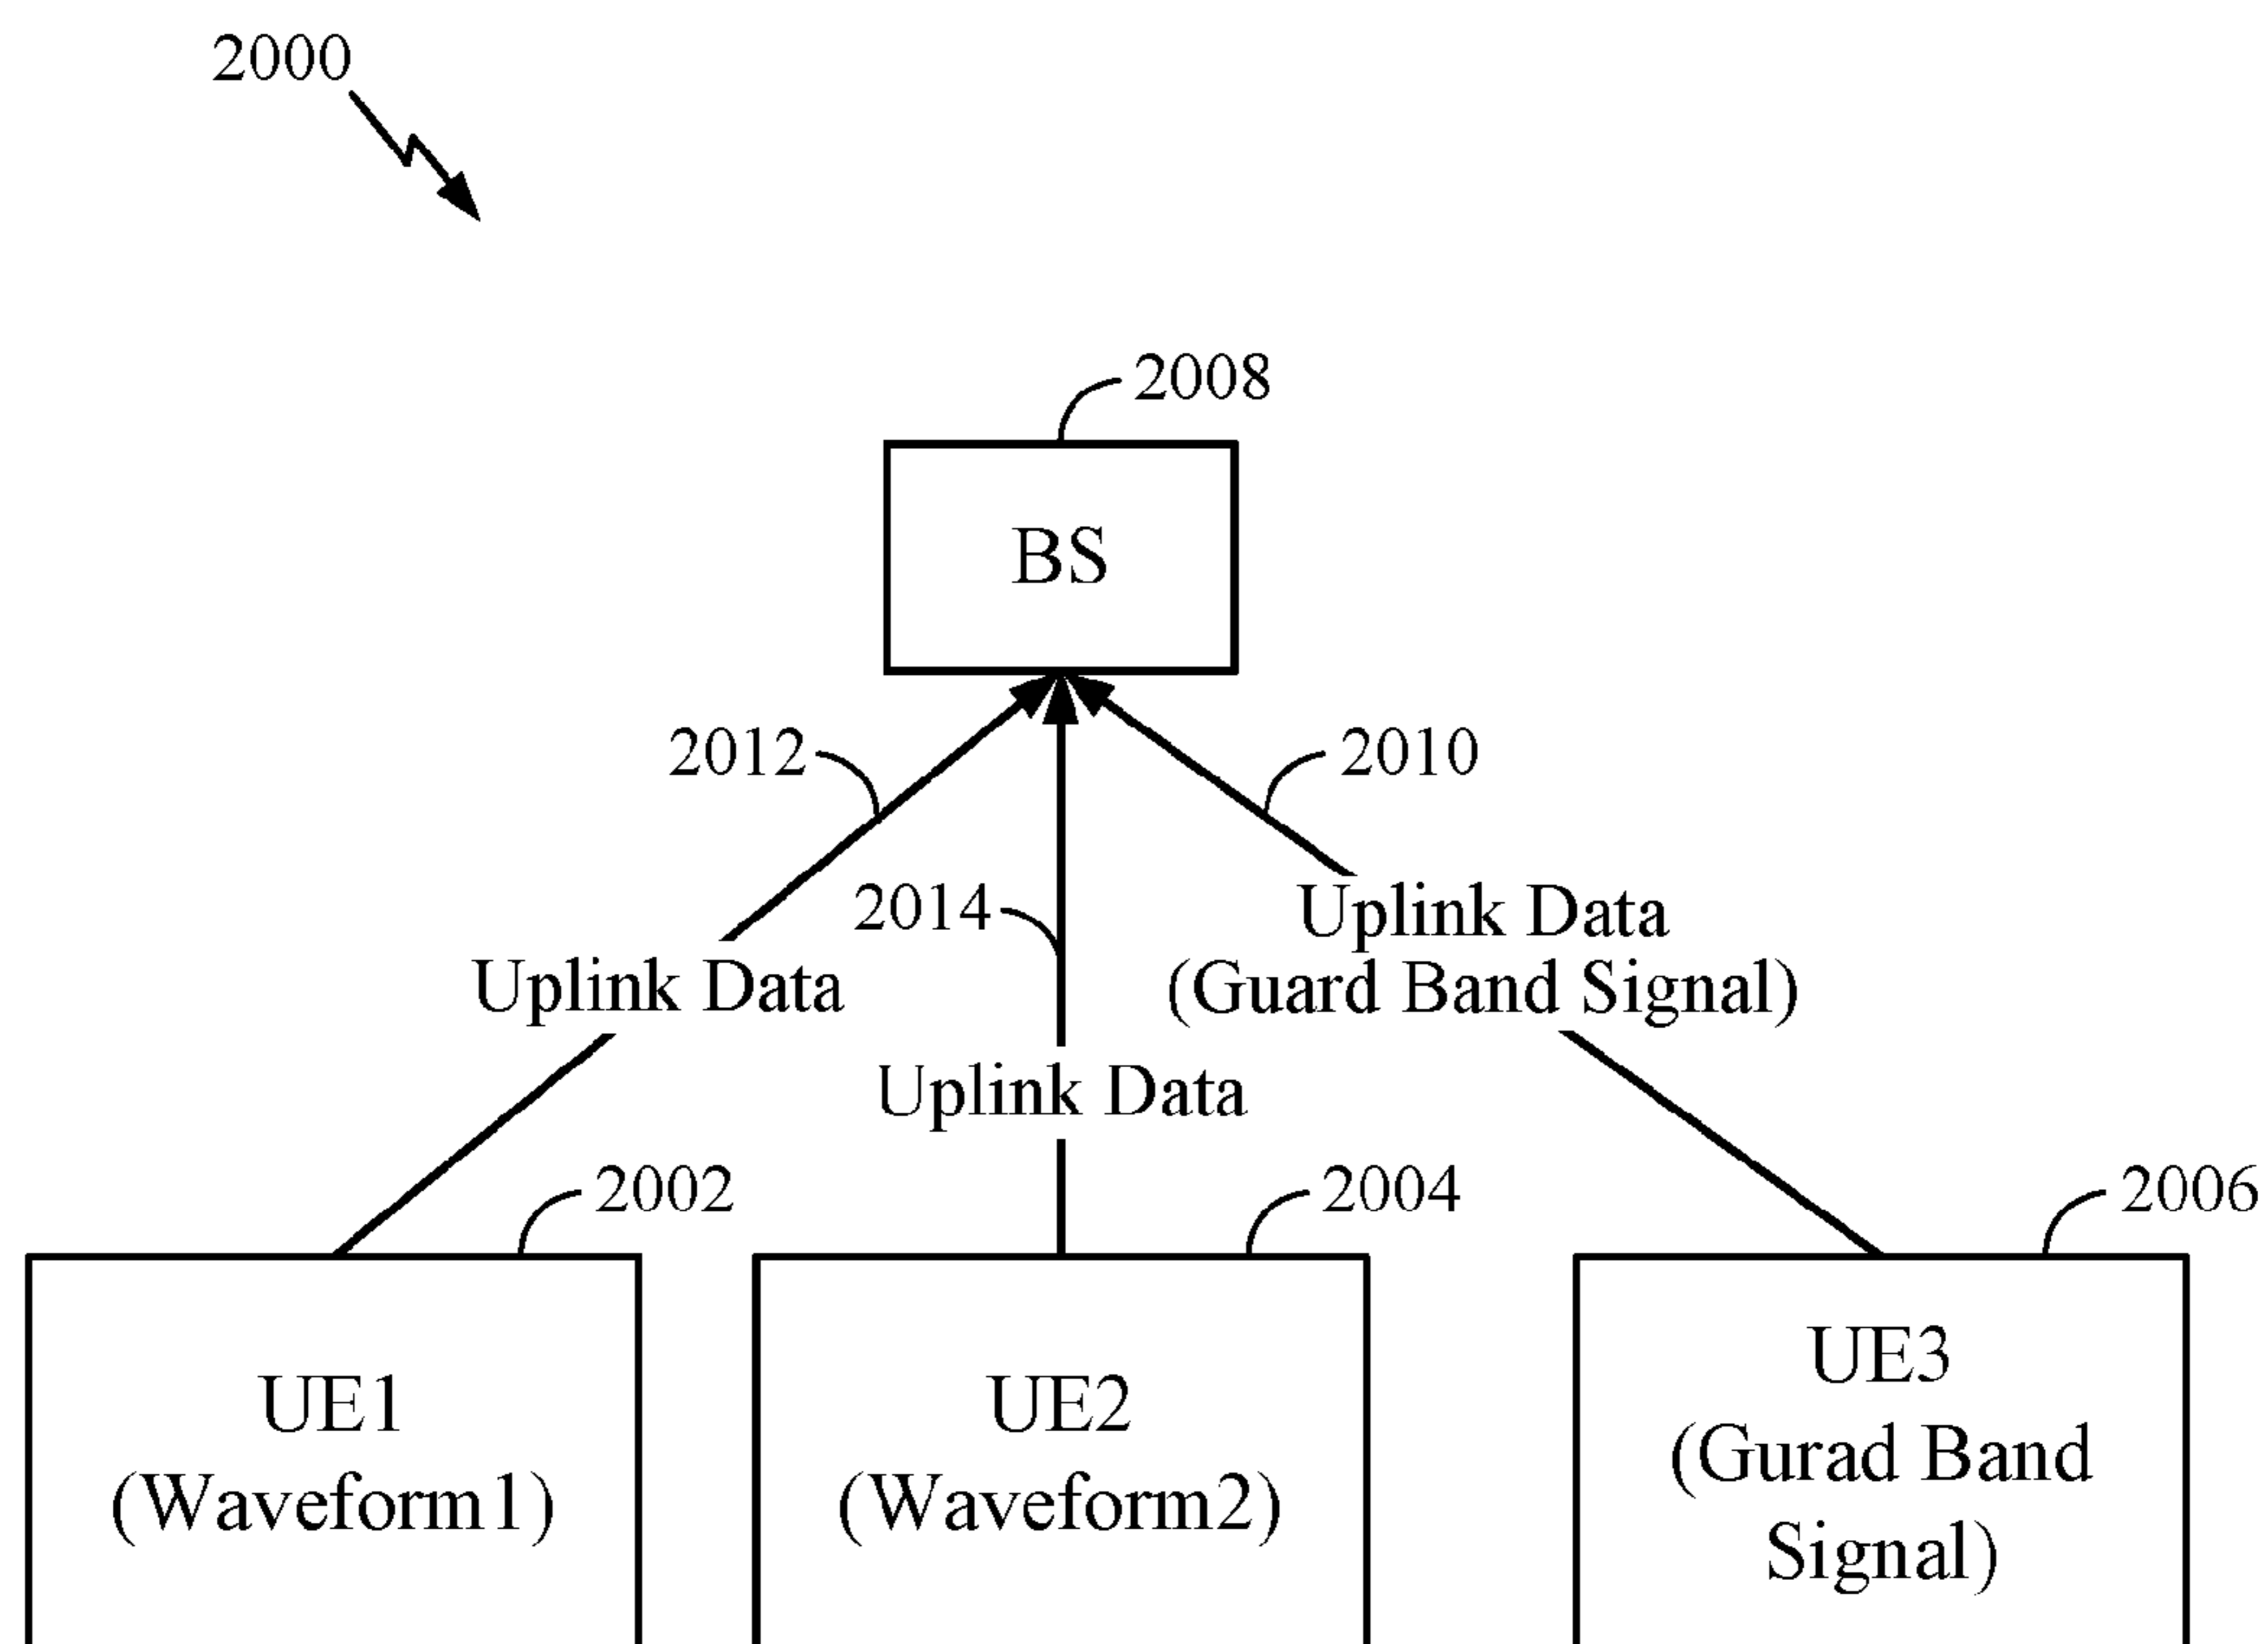 2000
2008
BS
2012
2010
2014
Uplink Data
(Guard Band Signal)
Uplink Data
Uplink Data
2002
2004
2006
UE1
(Waveform1)
UE2
(Waveform2)
UE3
(Gurad Band
Signal)